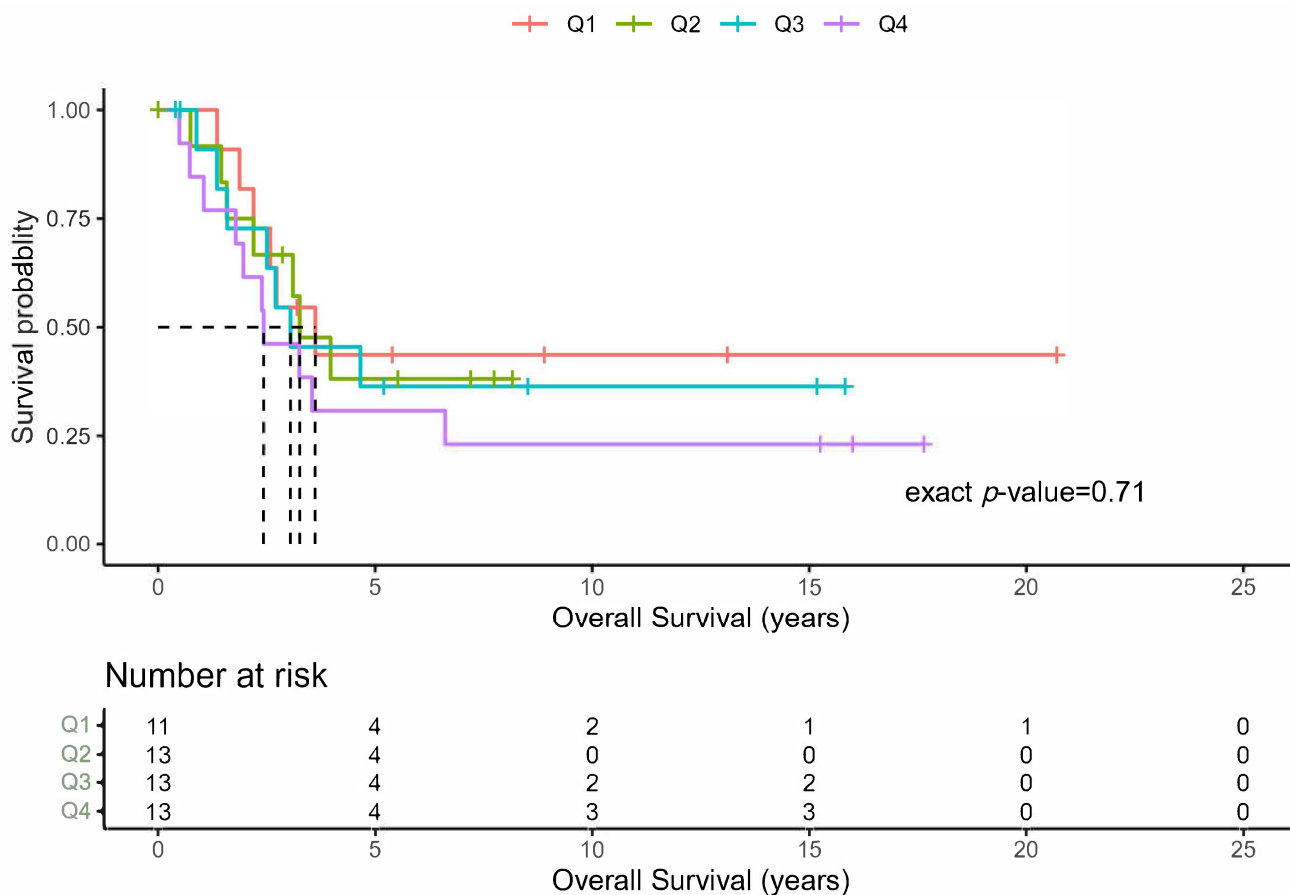 Q1 Q2 Q3 Q4
1.00
0.75
0.50
0.25
0.00
Survival probablity
exact p-value=0.71
0 5 10 15 20 25
Overall Survival (years)
Number at risk
Q1 11 4 2 1 1 0
Q2 13 4 0 0 0 0
Q3 13 4 2 2 0 0
Q4 13 4 3 3 0 0
0 5 10 15 20 25
Overall Survival (years)